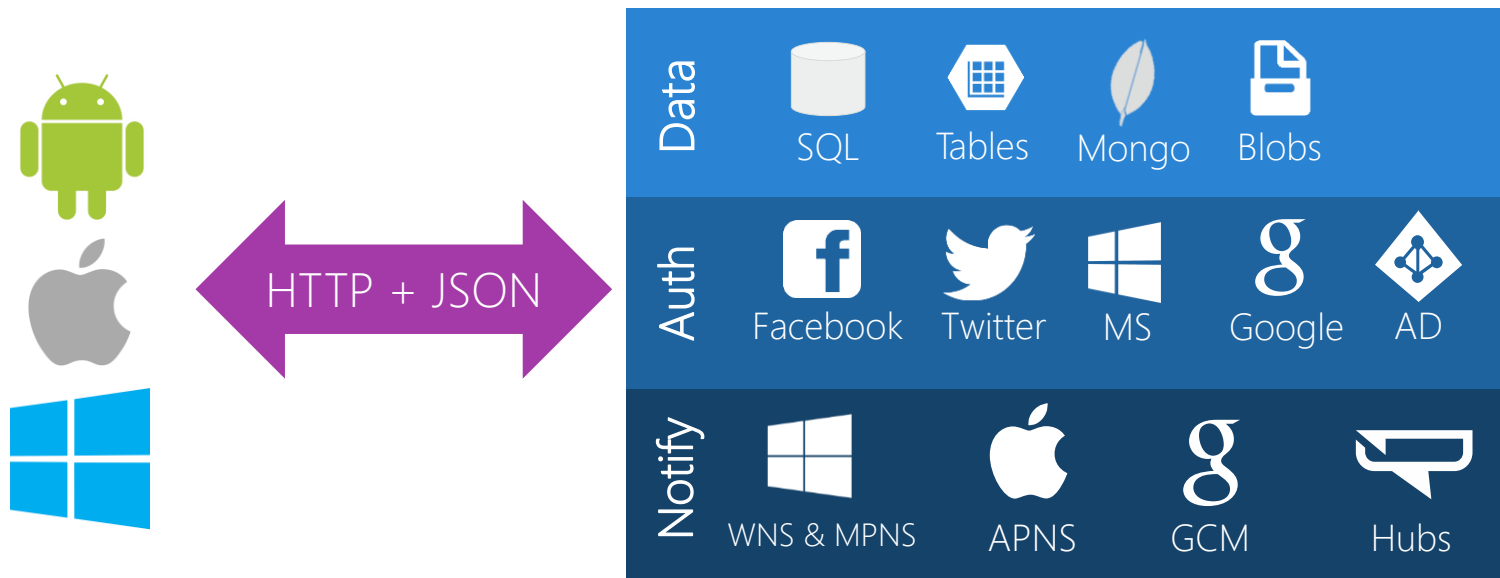 HTTP + JSON
Data
SQL
Tables
Mongo
Blobs
Auth
Facebook
Twitter
MS
Google
AD
Notify
WNS & MPNS
APNS
GCM
Hubs